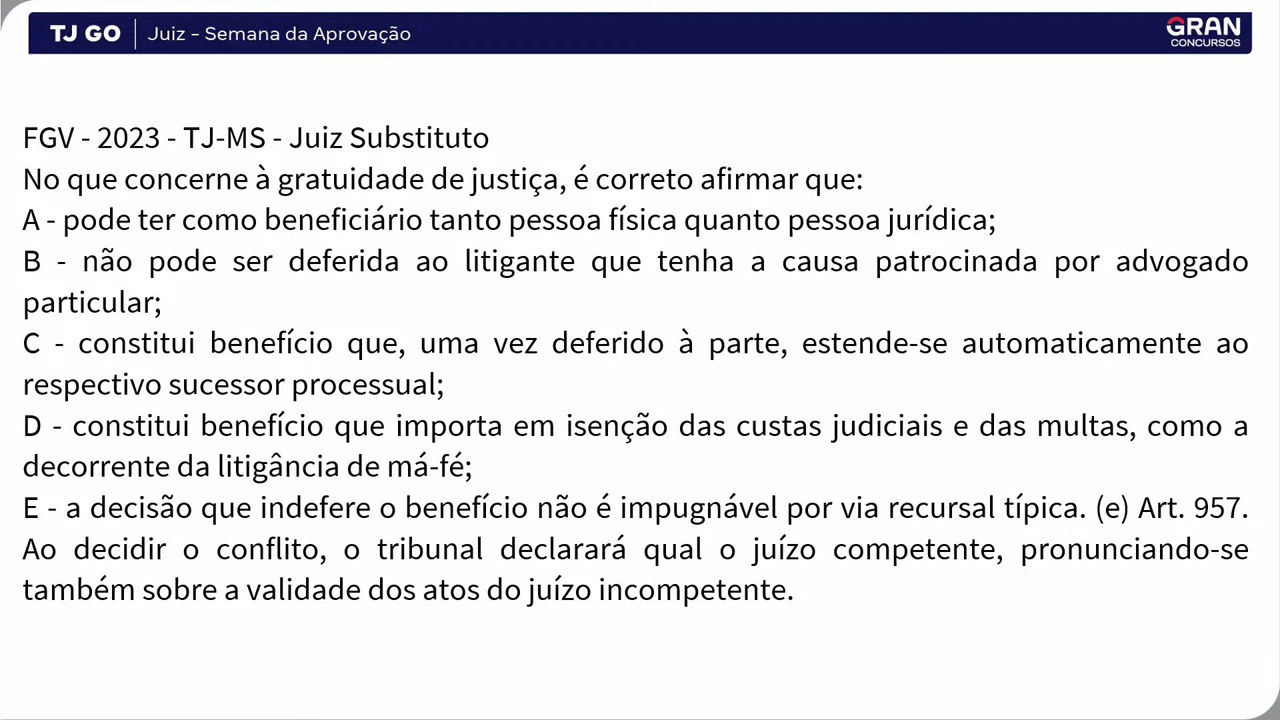 TJ GO | Juiz – Semana da Aprovação
GRAN
CONCURSOS
FGV - 2023 - TJ-MS - Juiz Substituto
No que concerne à gratuidade de justiça, é correto afirmar que:
A - pode ter como beneficiário tanto pessoa física quanto pessoa jurídica;
B - não pode ser deferida ao litigante que tenha a causa patrocinada por advogado
particular;
C - constitui benefício que, uma vez deferido à parte, estende-se automaticamente ao
respectivo sucessor processual;
D - constitui benefício que importa em isenção das custas judiciais e das multas, como a
decorrente da litigância de má-fé;
E - a decisão que indefere o benefício não é impugnável por via recursal típica. (e) Art. 957.
Ao decidir o conflito, o tribunal declarará qual o juízo competente, pronunciando-se
também sobre a validade dos atos do juízo incompetente.